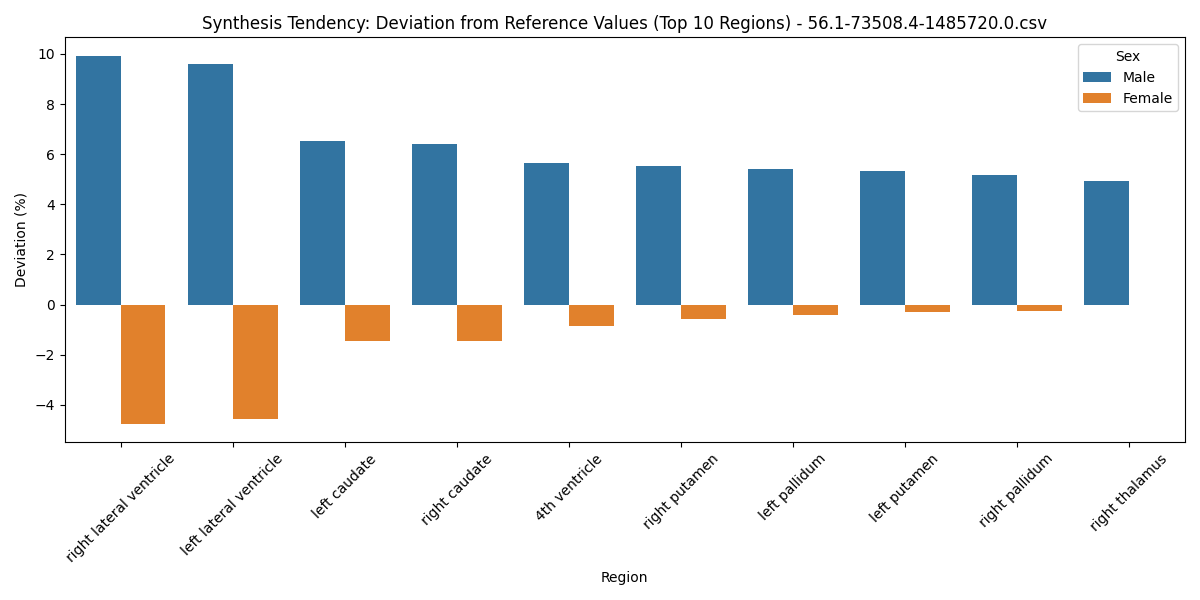 Synthesis Tendency: Deviation from Reference Values (Top 10 Regions) - 56.1-73508.4-1485720.0.csv
Sex
Male
Female
Deviation (%)
10
8
6
4
2
0
−2
−4
right lateral ventricle
left lateral ventricle
left caudate
right caudate
4th ventricle
right putamen
left pallidum
left putamen
right pallidum
right thalamus
Region